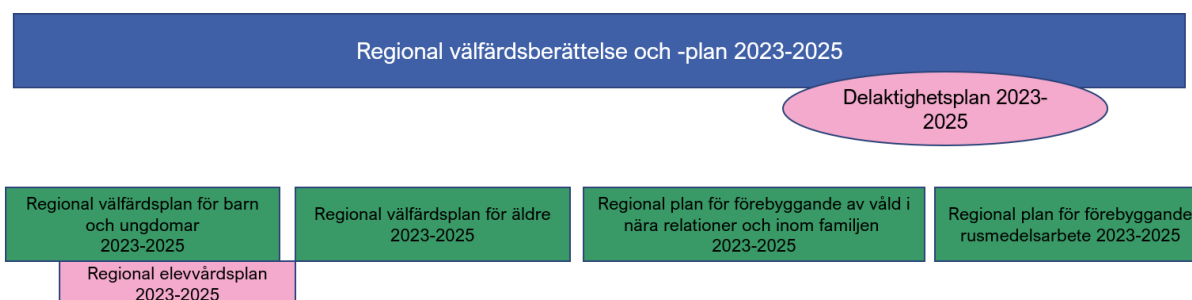 Regional välfärdsberättelse och -plan 2023-2025
Delaktighetsplan 2023-
2025
Regional välfärdsplan för barn
och ungdomar
2023-2025
Regional välfärdsplan för äldre
2023-2025
Regional plan för förebyggande av våld i
nära relationer och inom familjen
2023-2025
Regional plan för förebyggande
rusmedelsarbete 2023-2025
Regional elevvårdsplan
2023-2025